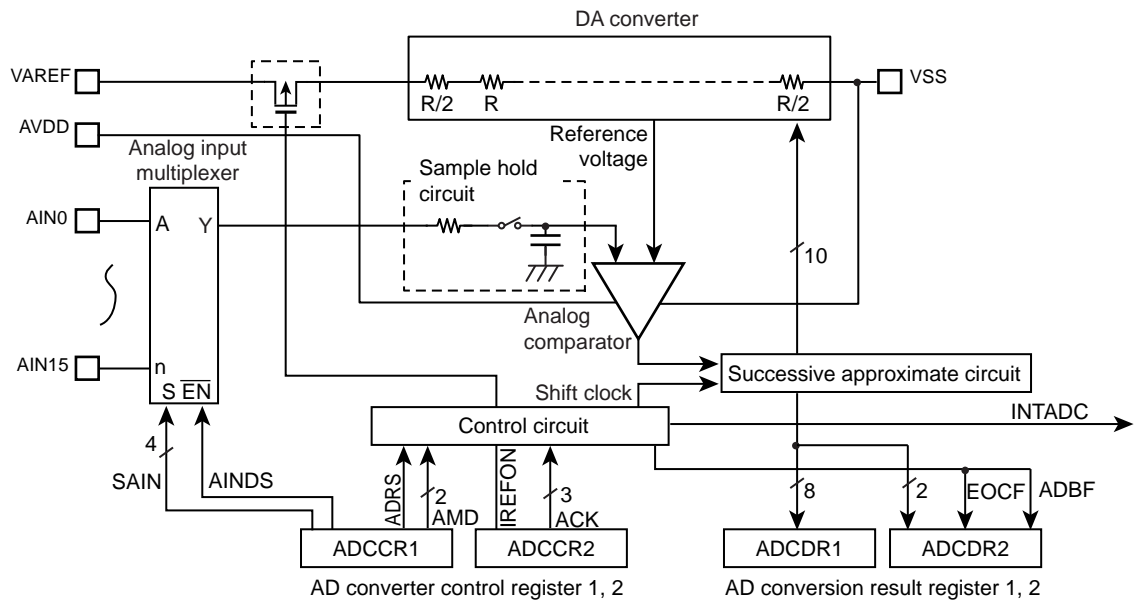 DA converter
VAREF
R/2
R
R/2
VSS
AVDD
Analog input
multiplexer
Reference
voltage
Sample hold
circuit
AIN0
A
Y
10
Analog
comparator
AIN15
n
S EN
Successive approximate circuit
Shift clock
INTADC
Control circuit
4
SAIN
AINDS
ADRS
2
AMD
IREFON
3
ACK
8
2
EOCF
ADBF
ADCCR1
ADCCR2
ADCDR1
ADCDR2
AD converter control register 1, 2
AD conversion result register 1, 2